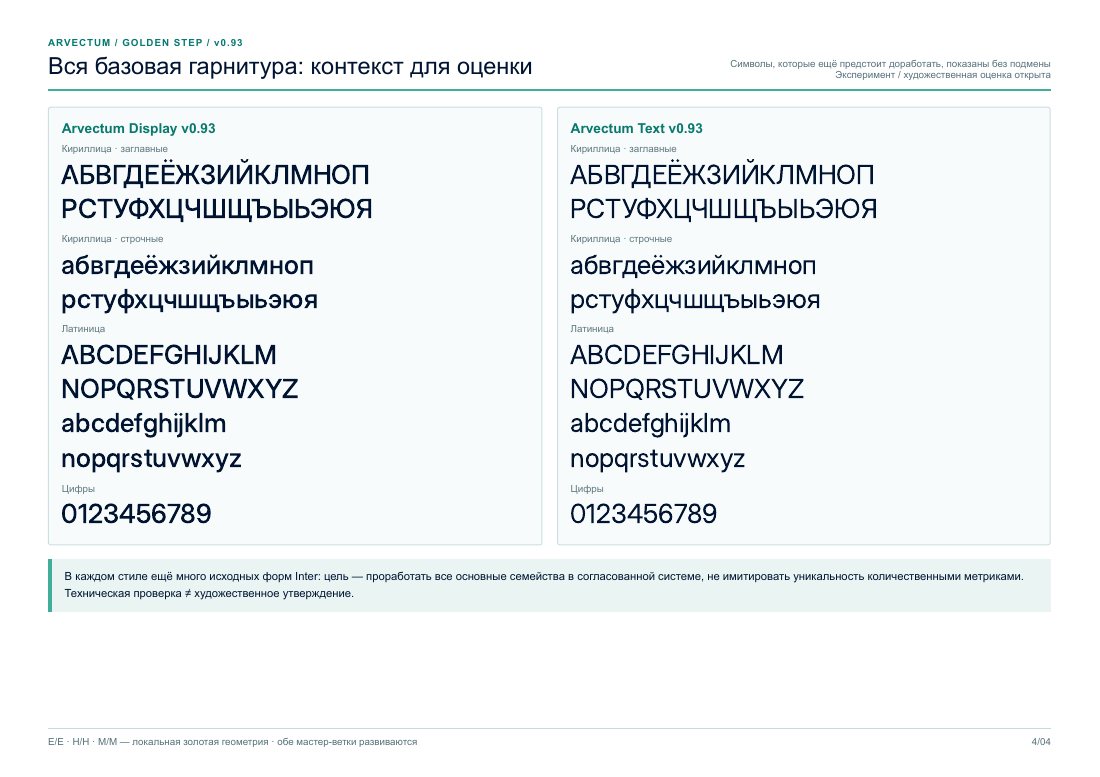 ARVECTUM / GOLDEN STEP / v0.93
Вся базовая гарнитура: контекст для оценки
Символы, которые ещё предстоит доработать, показаны без подмены
Эксперимент / художественная оценка открыта
Arvectum Display v0.93
Кириллица · заглавные
АБВГДЕЁЖЗИЙКЛМНОП
РСТУФХЦЧШЩЪЫЬЭЮЯ
Кириллица · строчные
абвгдеёжзийклмноп
рстуфхцчшщъыьэюя
Латиница
ABCDEFGHIJKLM
NOPQRSTUVWXYZ
abcdefghijklm
nopqrstuvwxyz
Цифры
0123456789
Arvectum Text v0.93
Кириллица · заглавные
АБВГДЕЁЖЗИЙКЛМНОП
РСТУФХЦЧШЩЪЫЬЭЮЯ
Кириллица · строчные
абвгдеёжзийклмноп
рстуфхцчшщъыьэюя
Латиница
ABCDEFGHIJKLM
NOPQRSTUVWXYZ
abcdefghijklm
nopqrstuvwxyz
Цифры
0123456789
В каждом стиле ещё много исходных форм Inter: цель — проработать все основные семейства в согласованной системе, не имитировать уникальность количественными метриками.
Техническая проверка ≠ художественное утверждение.
E/Е · H/Н · M/М — локальная золотая геометрия · обе мастер-ветки развиваются
4/04